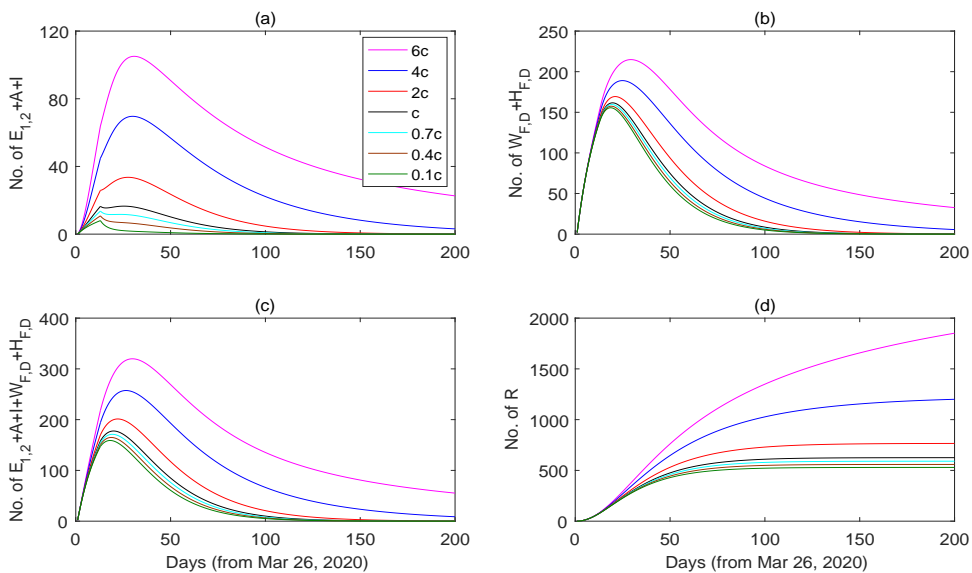 (a)
No. of E1,2+A+I
120
80
40
0
0 50 100 150 200
6c
4c
2c
c
0.7c
0.4c
0.1c
(b)
No. of WF,D+HF,D
250
200
150
100
50
0
0 50 100 150 200
(c)
No. of E1,2+A+I+WF,D+HF,D
400
300
200
100
0
0 50 100 150 200
Days (from Mar 26, 2020)
(d)
No. of R
2000
1500
1000
500
0
0 50 100 150 200
Days (from Mar 26, 2020)